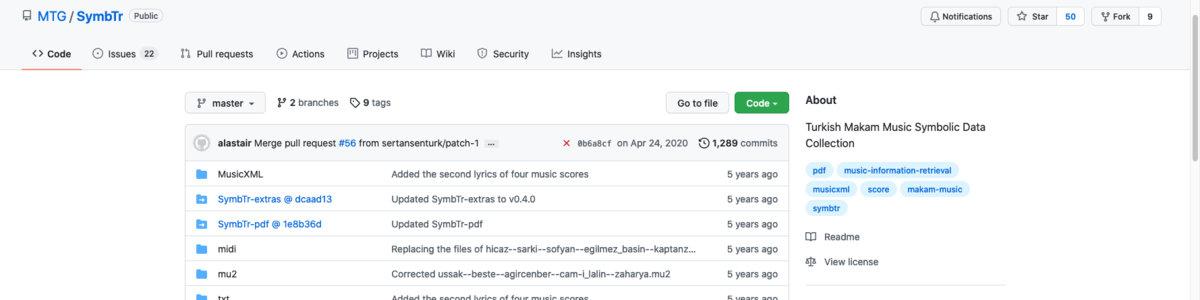 MTG / SymbTr Public
Notifications Star 50 Fork 9
Code Issues 22 Pull requests Actions Projects Wiki Security Insights
master 2 branches 9 tags Go to file Code
About
Turkish Makam Music Symbolic Data
Collection
alastair Merge pull request #56 from sertansenturk/patch-1 ... 0b6a8cf on Apr 24, 2020 1,289 commits
MusicXML Added the second lyrics of four music scores 5 years ago
SymbTr-extras @ dcaad13 Updated SymbTr-extras to v0.4.0 5 years ago
SymbTr-pdf @ 1e8b36d Updated SymbTr-pdf 5 years ago
midi Replacing the files of hicaz--sarki--sofyan--egilmez_basin--kaptanz... 5 years ago
mu2 Corrected ussak--beste--agircenber--cam-i_lalin--zaharya.mu2 5 years ago
txt Added the second lyrics of four music scores 5 years ago
pdf music-information-retrieval
musicxml score makam-music
symbtr
Readme
View license